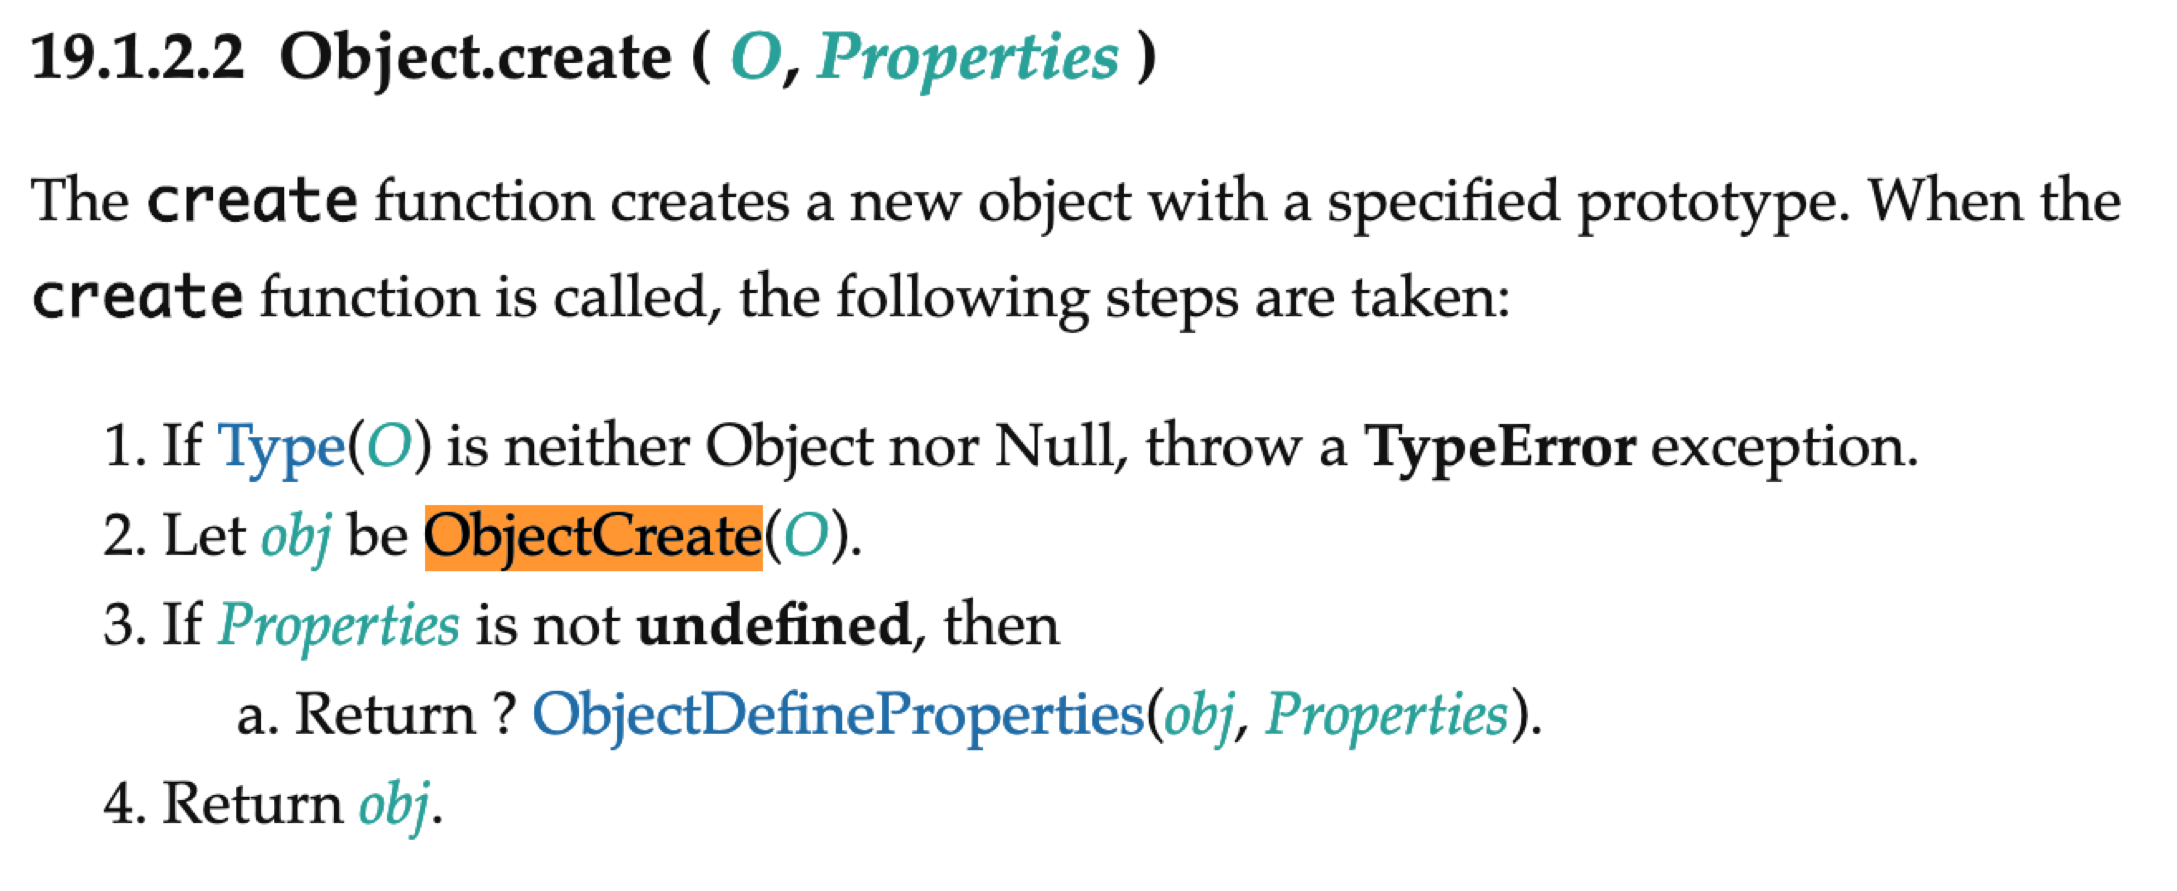 19.1.2.2 Object.create ( O, Properties )
The create function creates a new object with a specified prototype. When the
create function is called, the following steps are taken:
1. If Type(O) is neither Object nor Null, throw a TypeError exception.
2. Let obj be ObjectCreate(O).
3. If Properties is not undefined, then
a. Return ? ObjectDefineProperties(obj, Properties).
4. Return obj.